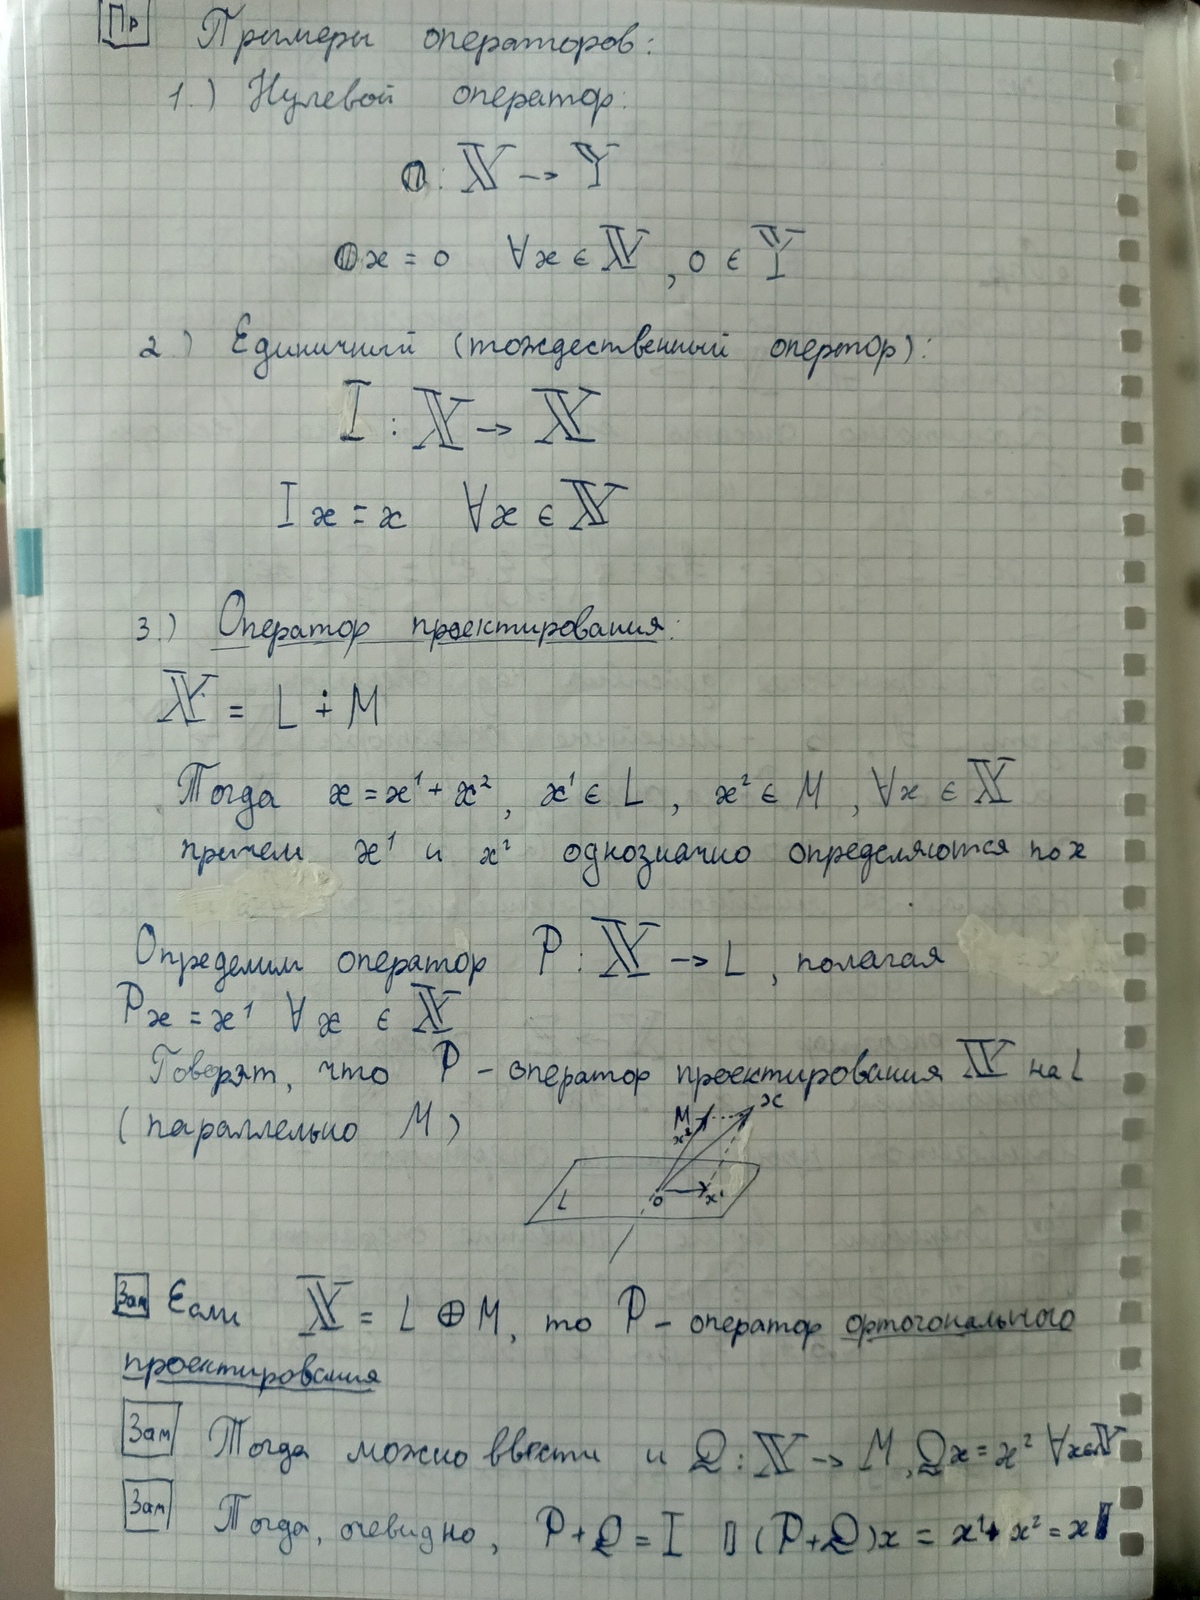 Пр Примеры операторов:
1.) Нулевой оператор:
𝕆 : 𝕏 → 𝕐
𝕆x = 0 ∀x ∈ 𝕏, 0 ∈ 𝕐
2) Единичный (тождественный опертор):
I : 𝕏 → 𝕏
Ix = x ∀x ∈ 𝕏
3.) Оператор проектирования:
𝕏 = L ∔ M
Тогда x = x¹ + x², x¹ ∈ L, x² ∈ M, ∀x ∈ 𝕏
причем x¹ и x² однозначно определяются по x
Определим оператор P : 𝕏 → L, полагая
Px = x¹ ∀x ∈ 𝕏
Говорят, что P – оператор проектирования 𝕏 на L
(параллельно M)
M x
x²
L 0 x¹
Зам Если 𝕏 = L ⊕ M, то P – оператор ортогонального
проектирования
Зам Тогда можно ввести и Q : 𝕏 → M, Qx = x² ∀x∈𝕏
Зам Тогда, очевидно, P + Q = I [] (P+Q)x = x¹ + x² = x